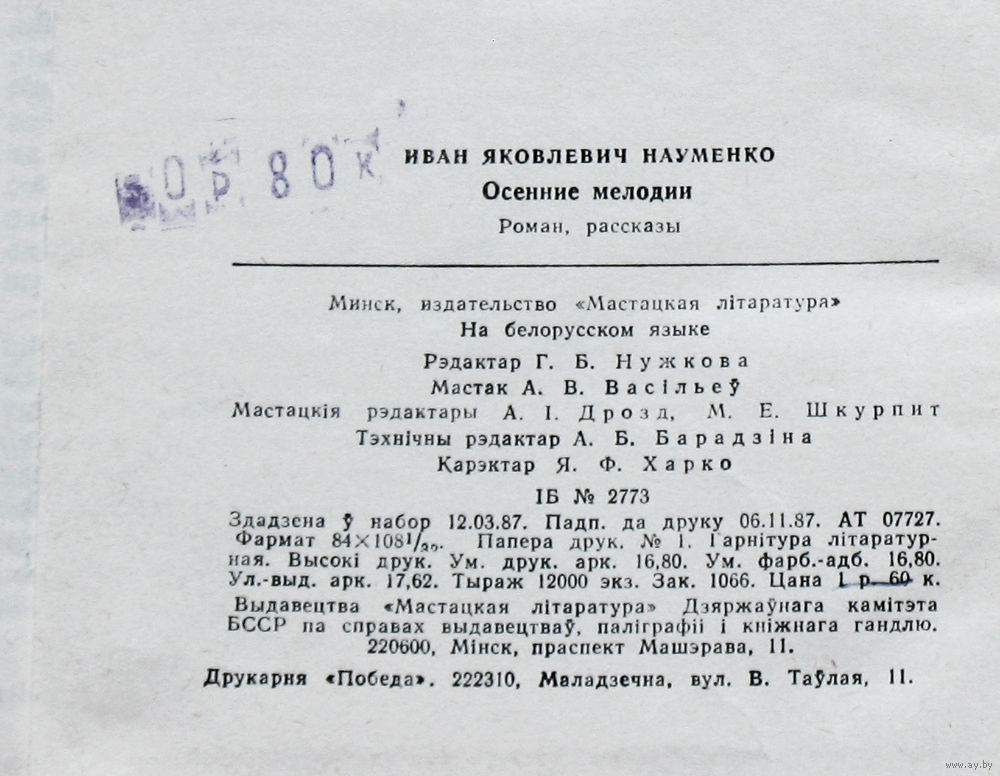 0 р 80 к
ИВАН ЯКОВЛЕВИЧ НАУМЕНКО
Осенние мелодии
Роман, рассказы
Минск, издательство «Мастацкая літаратура»
На белорусском языке
Рэдактар Г. Б. Нужкова
Мастак А. В. Васільеў
Мастацкія рэдактары А. І. Дрозд, М. Е. Шкурпит
Тэхнічны рэдактар А. Б. Барадзіна
Карэктар Я. Ф. Харко
ІБ № 2773
Здадзена ў набор 12.03.87. Падп. да друку 06.11.87. АТ 07727.
Фармат 84×108¹/₃₂. Папера друк. № 1. Гарнітура літаратур-
ная. Высокі друк. Ум. друк. арк. 16,80. Ум. фарб.-адб. 16,80.
Ул.-выд. арк. 17,62. Тыраж 12000 экз. Зак. 1066. Цана 1 р. 60 к.
Выдавецтва «Мастацкая літаратура» Дзяржаўнага камітэта
БССР па справах выдавецтваў, паліграфіі і кніжнага гандлю.
220600, Мінск, праспект Машэрава, 11.
Друкарня «Победа». 222310, Маладзечна, вул. В. Таўлая, 11.
www.ay.by